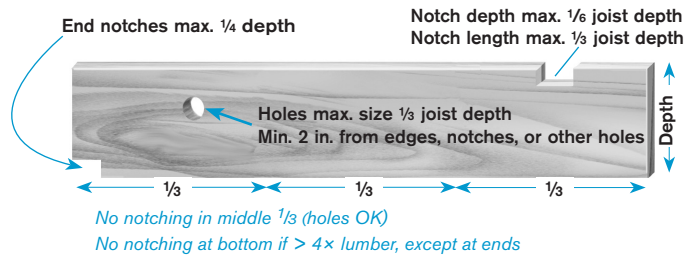 End notches max. ¼ depth
Notch depth max. 1/6 joist depth
Notch length max. 1/3 joist depth
Holes max. size 1/3 joist depth
Min. 2 in. from edges, notches, or other holes
Depth
1/3
1/3
1/3
No notching in middle 1/3 (holes OK)
No notching at bottom if > 4× lumber, except at ends